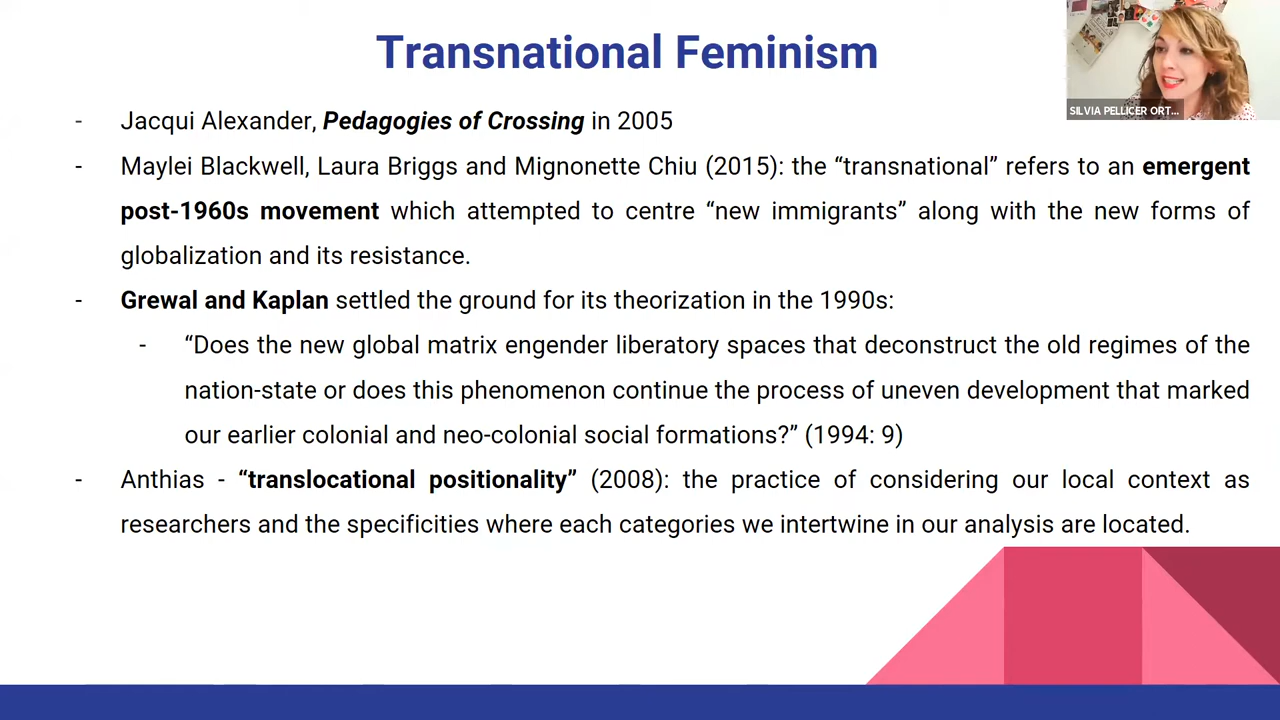 Transnational Feminism
SILVIA PELLICER ORT...
- Jacqui Alexander, Pedagogies of Crossing in 2005
- Maylei Blackwell, Laura Briggs and Mignonette Chiu (2015): the “transnational” refers to an emergent
post-1960s movement which attempted to centre “new immigrants” along with the new forms of
globalization and its resistance.
- Grewal and Kaplan settled the ground for its theorization in the 1990s:
- “Does the new global matrix engender liberatory spaces that deconstruct the old regimes of the
nation-state or does this phenomenon continue the process of uneven development that marked
our earlier colonial and neo-colonial social formations?” (1994: 9)
- Anthias - “translocational positionality” (2008): the practice of considering our local context as
researchers and the specificities where each categories we intertwine in our analysis are located.